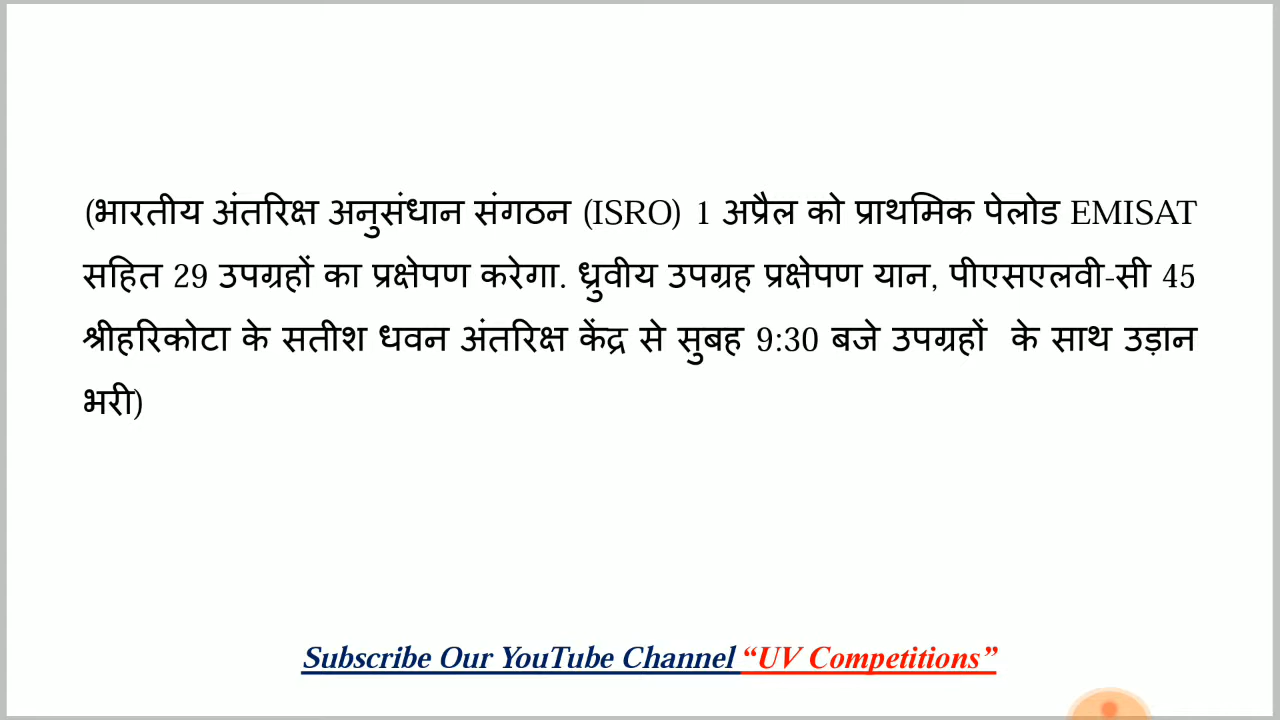 (भारतीय अंतरिक्ष अनुसंधान संगठन (ISRO) 1 अप्रैल को प्राथमिक पेलोड EMISAT
सहित 29 उपग्रहों का प्रक्षेपण करेगा. ध्रुवीय उपग्रह प्रक्षेपण यान, पीएसएलवी-सी 45
श्रीहरिकोटा के सतीश धवन अंतरिक्ष केंद्र से सुबह 9:30 बजे उपग्रहों के साथ उड़ान
भरी)
Subscribe Our YouTube Channel “UV Competitions”